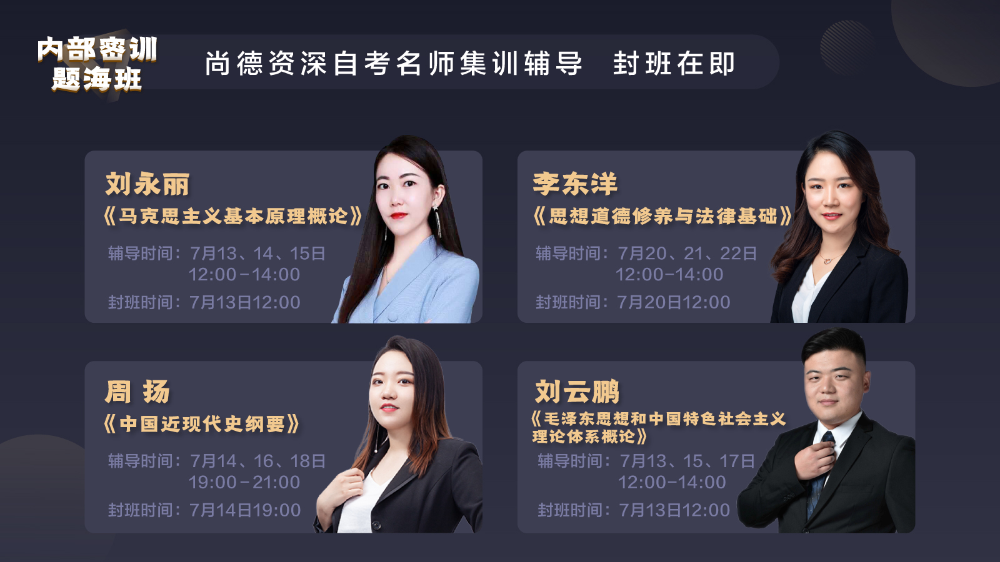 内部密训
题海班
尚德资深自考名师集训辅导 封班在即
刘永丽
《马克思主义基本原理概论》
辅导时间：7月13、14、15日
12:00-14:00
封班时间：7月13日12:00
李东洋
《思想道德修养与法律基础》
辅导时间：7月20、21、22日
12:00-14:00
封班时间：7月20日12:00
周 扬
《中国近现代史纲要》
辅导时间：7月14、16、18日
19:00-21:00
封班时间：7月14日19:00
刘云鹏
《毛泽东思想和中国特色社会主义
理论体系概论》
辅导时间：7月13、15、17日
12:00-14:00
封班时间：7月13日12:00